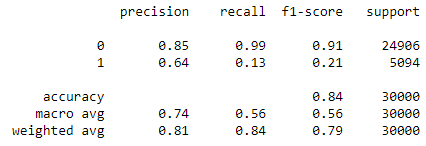 precision recall f1-score support
0 0.85 0.99 0.91 24906
1 0.64 0.13 0.21 5094
accuracy 0.84 30000
macro avg 0.74 0.56 0.56 30000
weighted avg 0.81 0.84 0.79 30000